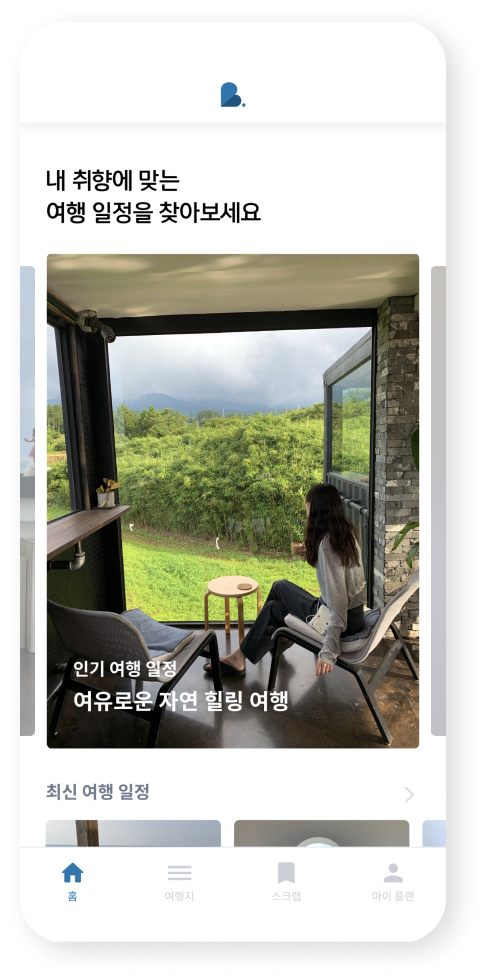 B.
내 취향에 맞는
여행 일정을 찾아보세요
인기 여행 일정
여유로운 자연 힐링 여행
최신 여행 일정
홈
여행지
스크랩
마이 플랜